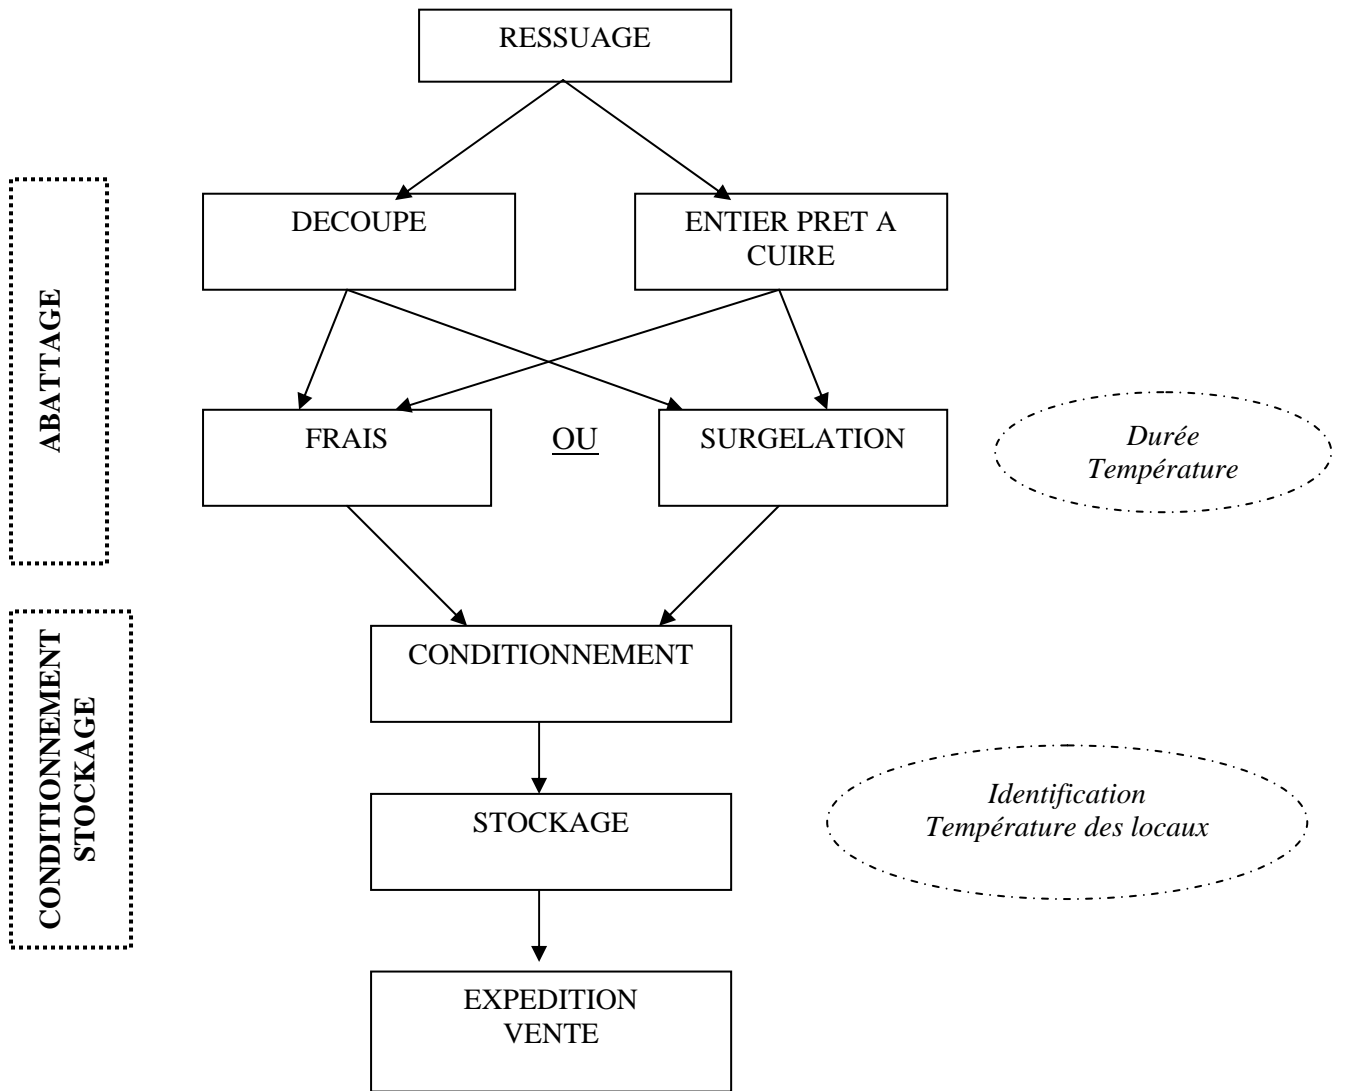 RESSUAGE
DECOUPE
ENTIER PRET A
CUIRE
ABATTAGE
FRAIS
OU
SURGELATION
Durée
Température
CONDITIONNEMENT
STOCKAGE
CONDITIONNEMENT
STOCKAGE
Identification
Température des locaux
EXPEDITION
VENTE